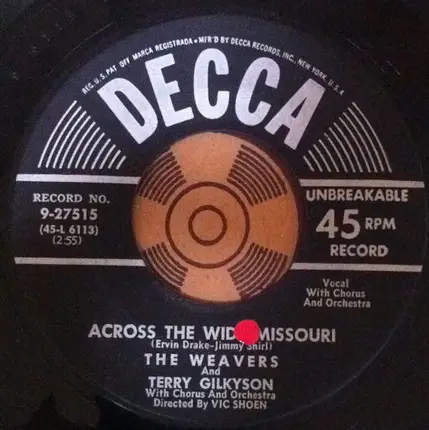 REG. U.S. PAT OFF MARCA REGISTRADA • MF'R'D BY DECCA RECORDS, INC., NEW YORK, U.S.A.
DECCA
RECORD NO.
9-27515
(45-L 6113)
(2:55)
UNBREAKABLE
45 RPM
RECORD
Vocal
With Chorus
And Orchestra
ACROSS THE WID MISSOURI
(Ervin Drake-Jimmy Shirl)
THE WEAVERS
And
TERRY GILKYSON
With Chorus And Orchestra
Directed By VIC SHOEN